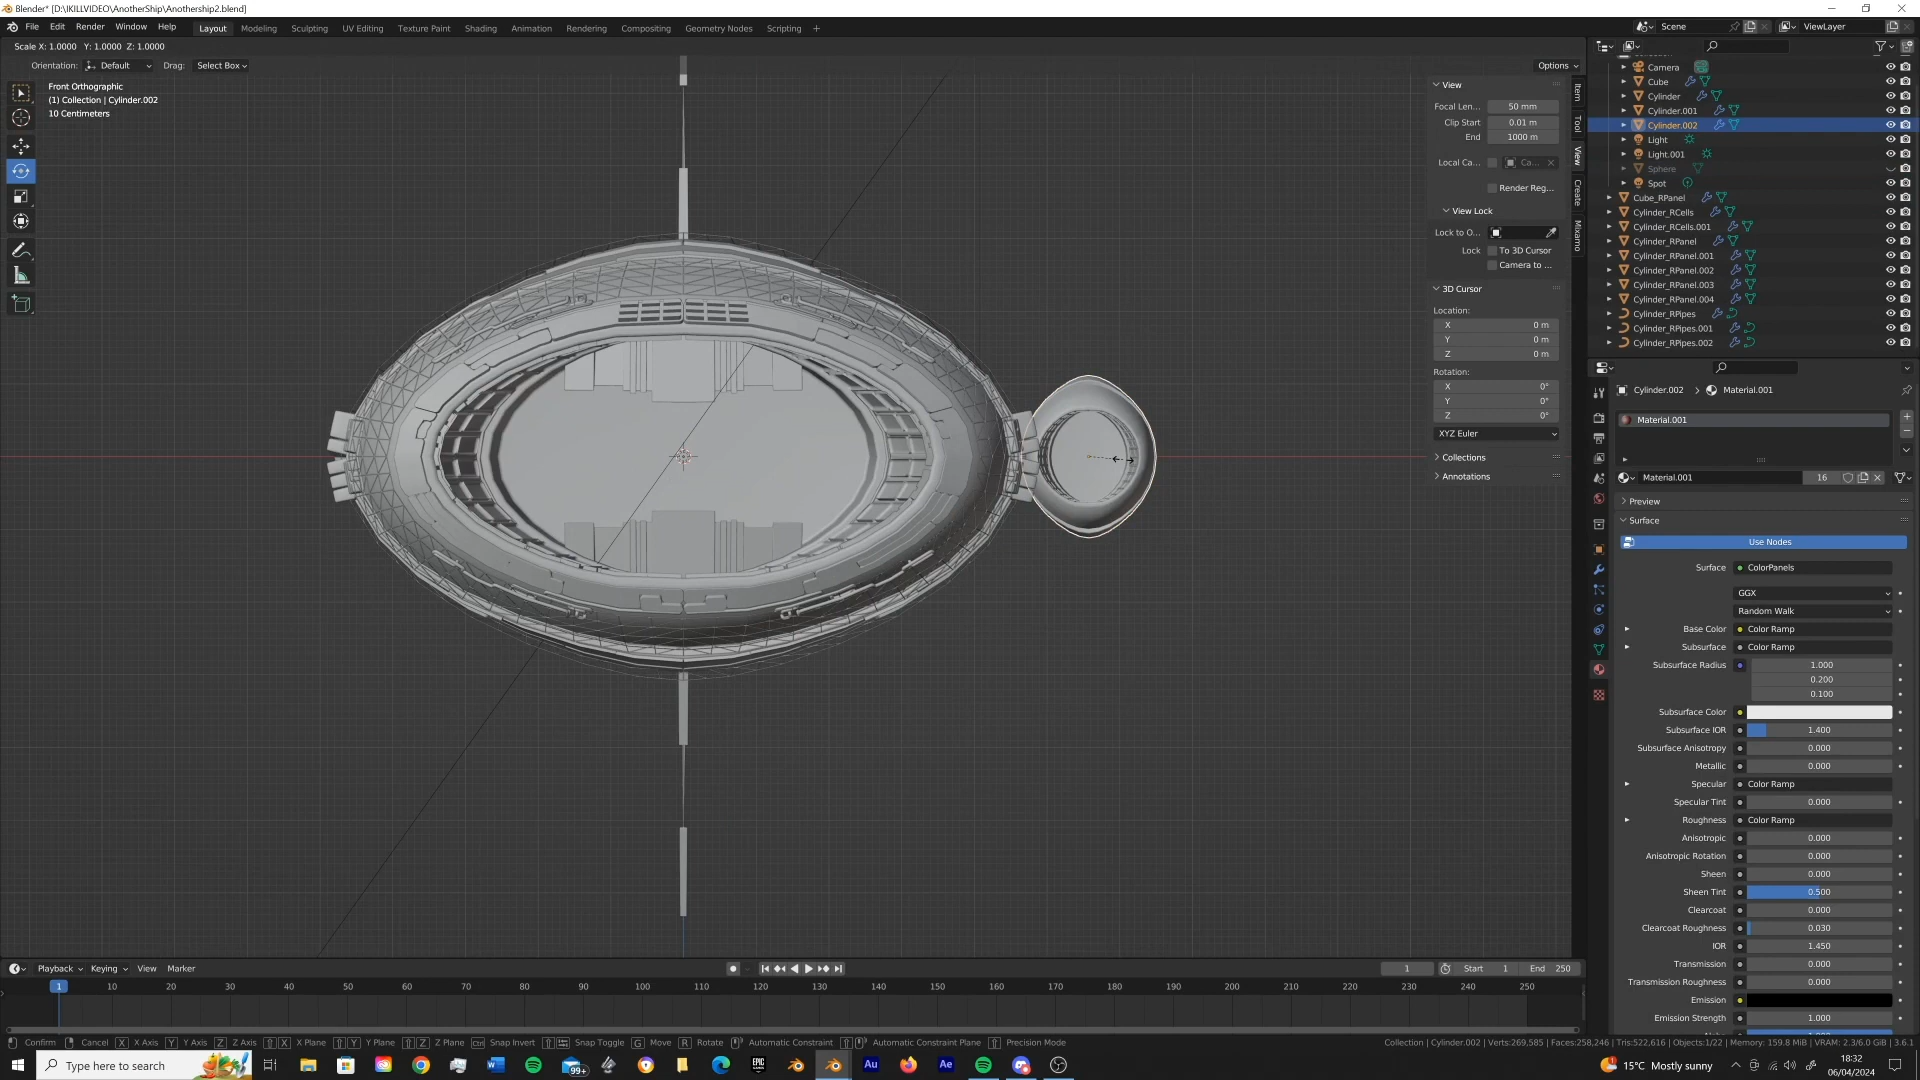 Blender* [D:\IKILLVIDEO\AnotherShip\Anothership2.blend]
File Edit Render Window Help Layout Modeling Sculpting UV Editing Texture Paint Shading Animation Rendering Compositing Geometry Nodes Scripting + Scene ViewLayer
Scale X: 1.0000 Y: 1.0000 Z: 1.0000
Orientation: Default Drag: Select Box Options
Front Orthographic
(1) Collection | Cylinder.002
10 Centimeters
View
Focal Len... 50 mm
Clip Start 0.01 m
End 1000 m
Local Ca... Ca...
Render Reg...
View Lock
Lock to O...
Lock To 3D Cursor
Camera to ...
3D Cursor
Location:
X 0 m
Y 0 m
Z 0 m
Rotation:
X 0°
Y 0°
Z 0°
XYZ Euler
Collections
Annotations
Item
Tool
View
Create
Mixamo
Camera
Cube
Cylinder
Cylinder.001
Cylinder.002
Light
Light.001
Sphere
Spot
Cube_RPanel
Cylinder_RCells
Cylinder_RCells.001
Cylinder_RPanel
Cylinder_RPanel.001
Cylinder_RPanel.002
Cylinder_RPanel.003
Cylinder_RPanel.004
Cylinder_RPipes
Cylinder_RPipes.001
Cylinder_RPipes.002
Cylinder.002 > Material.001
Material.001
Material.001 16
Preview
Surface
Use Nodes
Surface ColorPanels
GGX
Random Walk
Base Color Color Ramp
Subsurface Color Ramp
Subsurface Radius 1.000
0.200
0.100
Subsurface Color
Subsurface IOR 1.400
Subsurface Anisotropy 0.000
Metallic 0.000
Specular Color Ramp
Specular Tint 0.000
Roughness Color Ramp
Anisotropic 0.000
Anisotropic Rotation 0.000
Sheen 0.000
Sheen Tint 0.500
Clearcoat 0.000
Clearcoat Roughness 0.030
IOR 1.450
Transmission 0.000
Transmission Roughness 0.000
Emission
Emission Strength 1.000
Playback Keying View Marker 1 Start 1 End 250
1 10 20 30 40 50 60 70 80 90 100 110 120 130 140 150 160 170 180 190 200 210 220 230 240 250
Confirm Cancel X X Axis Y Y Axis Z Z Axis X X Plane Y Y Plane Z Z Plane Ctrl Snap Invert Snap Toggle G Move R Rotate Automatic Constraint Automatic Constraint Plane Precision Mode Collection | Cylinder.002 | Verts:269,585 | Faces:258,246 | Tris:522,616 | Objects:1/22 | Memory: 159.8 MiB | VRAM: 2.3/6.0 GiB | 3.6.1
Type here to search 99+ EPIC GAMES Au Ae 15°C Mostly sunny 18:32
06/04/2024